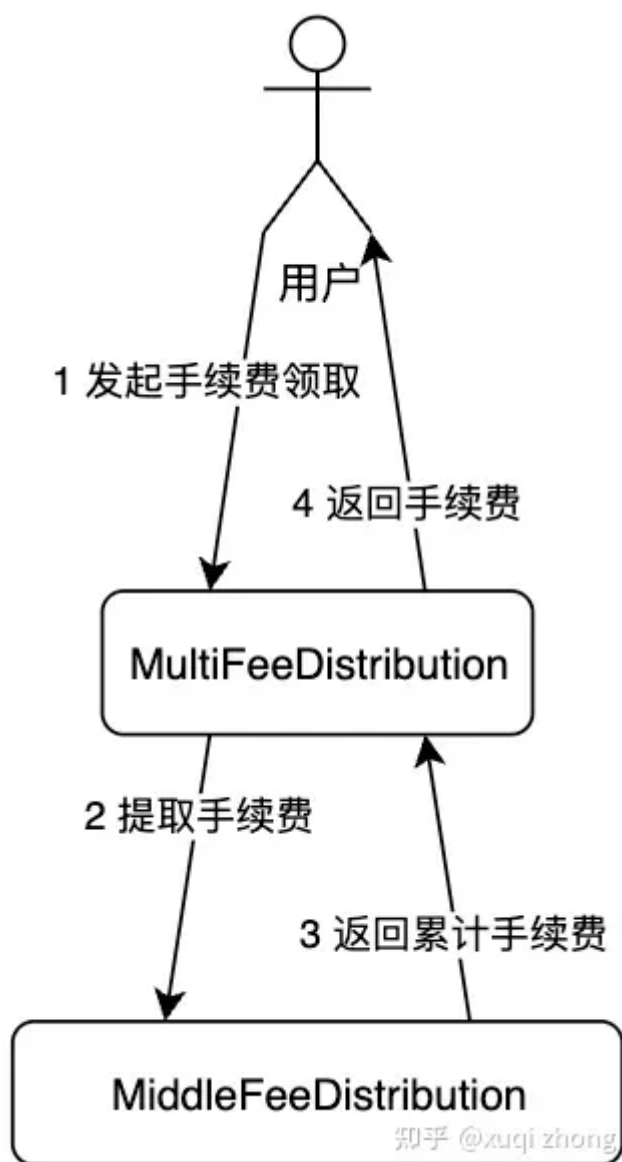 用户
1 发起手续费领取
4 返回手续费
MultiFeeDistribution
2 提取手续费
3 返回累计手续费
MiddleFeeDistribution
知乎 @xuqi zhong